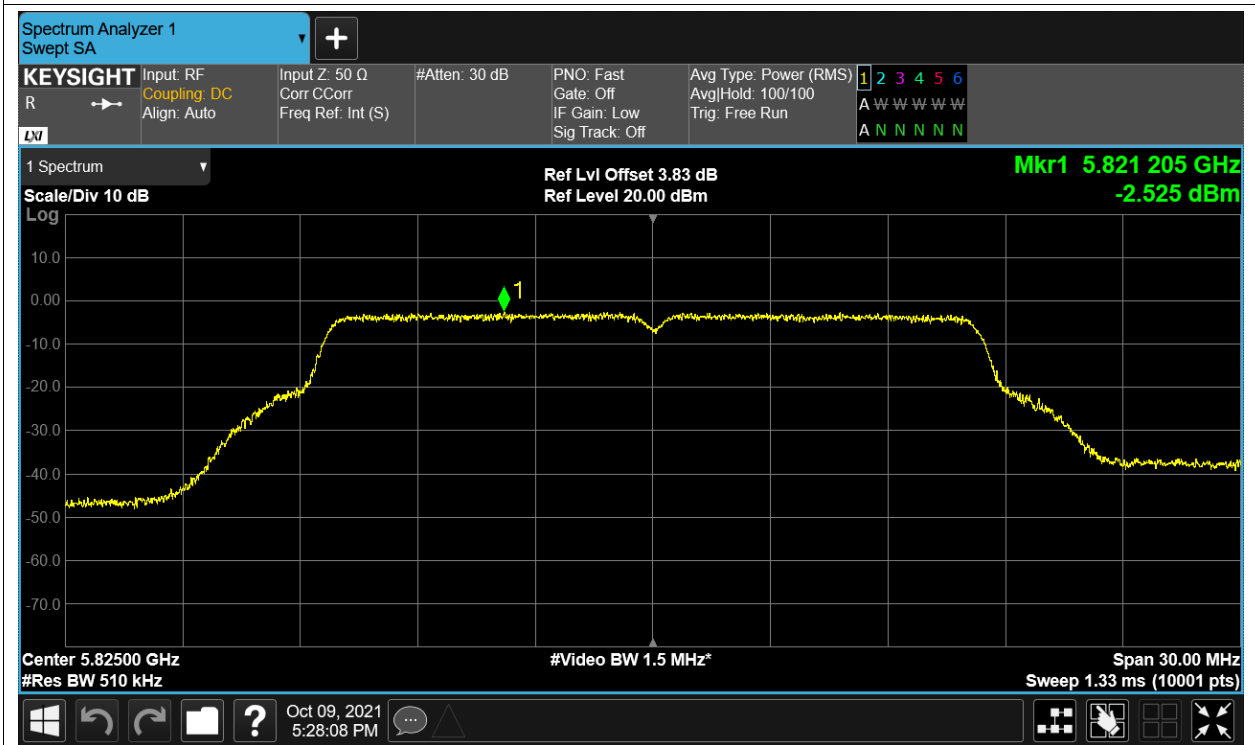 Spectrum Analyzer 1
Swept SA
KEYSIGHT
R
LXI
Input: RF
Coupling: DC
Align: Auto
Input Z: 50 Ω
Corr CCorr
Freq Ref: Int (S)
#Atten: 30 dB
PNO: Fast
Gate: Off
IF Gain: Low
Sig Track: Off
Avg Type: Power (RMS)
Avg|Hold: 100/100
Trig: Free Run
1 2 3 4 5 6
A W W W W W
A N N N N N
1 Spectrum
Scale/Div 10 dB
Ref Lvl Offset 3.83 dB
Ref Level 20.00 dBm
Mkr1 5.821 205 GHz
-2.525 dBm
Log
10.0
0.00
-10.0
-20.0
-30.0
-40.0
-50.0
-60.0
-70.0
1
Center 5.82500 GHz
#Res BW 510 kHz
#Video BW 1.5 MHz*
Span 30.00 MHz
Sweep 1.33 ms (10001 pts)
?
Oct 09, 2021
5:28:08 PM